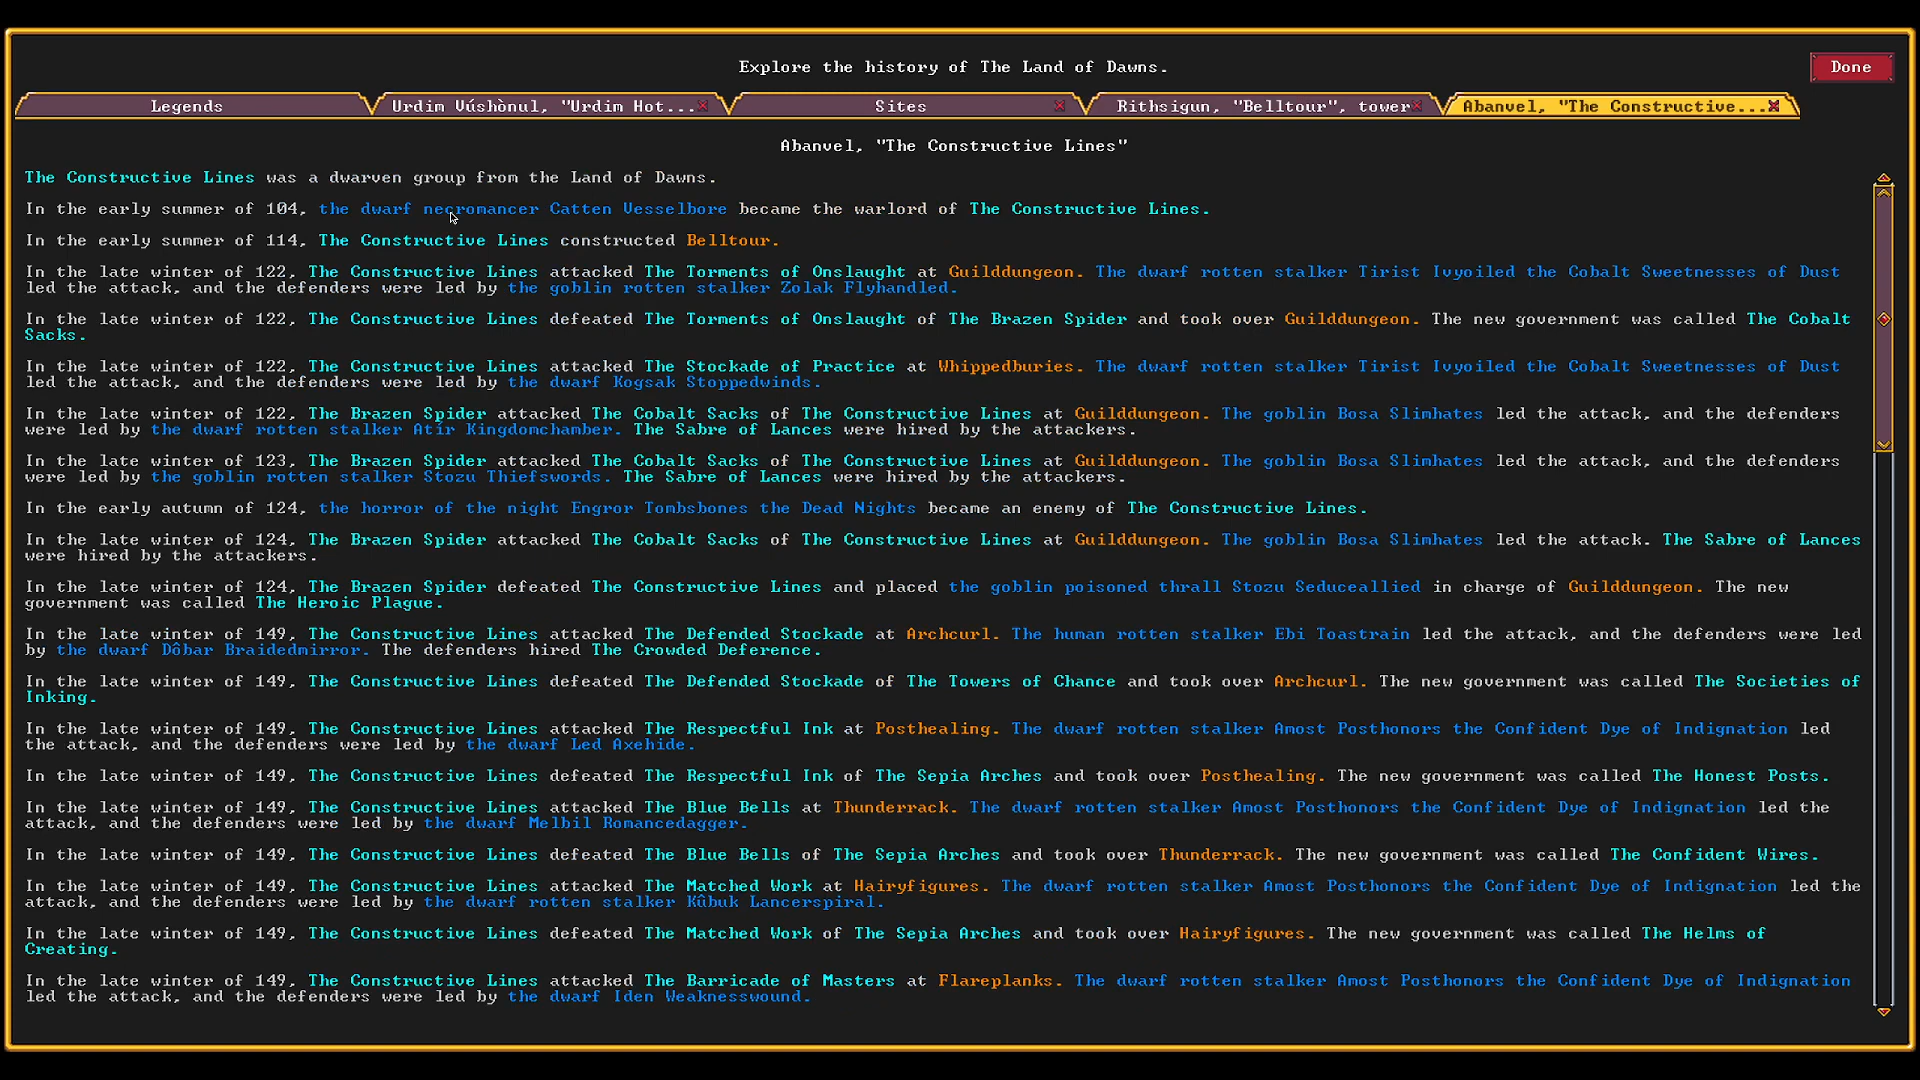 Explore the history of The Land of Dawns.
Done
Legends
Urdim Vúshònul, "Urdim Hot...
Sites
Rithsigun, "Belltour", tower
Abanvel, "The Constructive...
Abanvel, "The Constructive Lines"
The Constructive Lines was a dwarven group from the Land of Dawns.
In the early summer of 104, the dwarf necromancer Catten Vesselbore became the warlord of The Constructive Lines.
In the early summer of 114, The Constructive Lines constructed Belltour.
In the late winter of 122, The Constructive Lines attacked The Torments of Onslaught at Guilddungeon. The dwarf rotten stalker Tirist Ivyoiled the Cobalt Sweetnesses of Dust
led the attack, and the defenders were led by the goblin rotten stalker Zolak Flyhandled.
In the late winter of 122, The Constructive Lines defeated The Torments of Onslaught of The Brazen Spider and took over Guilddungeon. The new government was called The Cobalt
Sacks.
In the late winter of 122, The Constructive Lines attacked The Stockade of Practice at Whippedburies. The dwarf rotten stalker Tirist Ivyoiled the Cobalt Sweetnesses of Dust
led the attack, and the defenders were led by the dwarf Kogsak Stoppedwinds.
In the late winter of 122, The Brazen Spider attacked The Cobalt Sacks of The Constructive Lines at Guilddungeon. The goblin Bosa Slimhates led the attack, and the defenders
were led by the dwarf rotten stalker Atír Kingdomchamber. The Sabre of Lances were hired by the attackers.
In the late winter of 123, The Brazen Spider attacked The Cobalt Sacks of The Constructive Lines at Guilddungeon. The goblin Bosa Slimhates led the attack, and the defenders
were led by the goblin rotten stalker Stozu Thiefswords. The Sabre of Lances were hired by the attackers.
In the early autumn of 124, the horror of the night Engror Tombsbones the Dead Nights became an enemy of The Constructive Lines.
In the late winter of 124, The Brazen Spider attacked The Cobalt Sacks of The Constructive Lines at Guilddungeon. The goblin Bosa Slimhates led the attack. The Sabre of Lances
were hired by the attackers.
In the late winter of 124, The Brazen Spider defeated The Constructive Lines and placed the goblin poisoned thrall Stozu Seduceallied in charge of Guilddungeon. The new
government was called The Heroic Plague.
In the late winter of 149, The Constructive Lines attacked The Defended Stockade at Archcurl. The human rotten stalker Ebi Toastrain led the attack, and the defenders were led
by the dwarf Dôbar Braidedmirror. The defenders hired The Crowded Deference.
In the late winter of 149, The Constructive Lines defeated The Defended Stockade of The Towers of Chance and took over Archcurl. The new government was called The Societies of
Inking.
In the late winter of 149, The Constructive Lines attacked The Respectful Ink at Posthealing. The dwarf rotten stalker Amost Posthonors the Confident Dye of Indignation led
the attack, and the defenders were led by the dwarf Led Axehide.
In the late winter of 149, The Constructive Lines defeated The Respectful Ink of The Sepia Arches and took over Posthealing. The new government was called The Honest Posts.
In the late winter of 149, The Constructive Lines attacked The Blue Bells at Thunderrack. The dwarf rotten stalker Amost Posthonors the Confident Dye of Indignation led the
attack, and the defenders were led by the dwarf Melbil Romancedagger.
In the late winter of 149, The Constructive Lines defeated The Blue Bells of The Sepia Arches and took over Thunderrack. The new government was called The Confident Wires.
In the late winter of 149, The Constructive Lines attacked The Matched Work at Hairyfigures. The dwarf rotten stalker Amost Posthonors the Confident Dye of Indignation led the
attack, and the defenders were led by the dwarf rotten stalker Kûbuk Lancerspiral.
In the late winter of 149, The Constructive Lines defeated The Matched Work of The Sepia Arches and took over Hairyfigures. The new government was called The Helms of
Creating.
In the late winter of 149, The Constructive Lines attacked The Barricade of Masters at Flareplanks. The dwarf rotten stalker Amost Posthonors the Confident Dye of Indignation
led the attack, and the defenders were led by the dwarf Iden Weaknesswound.